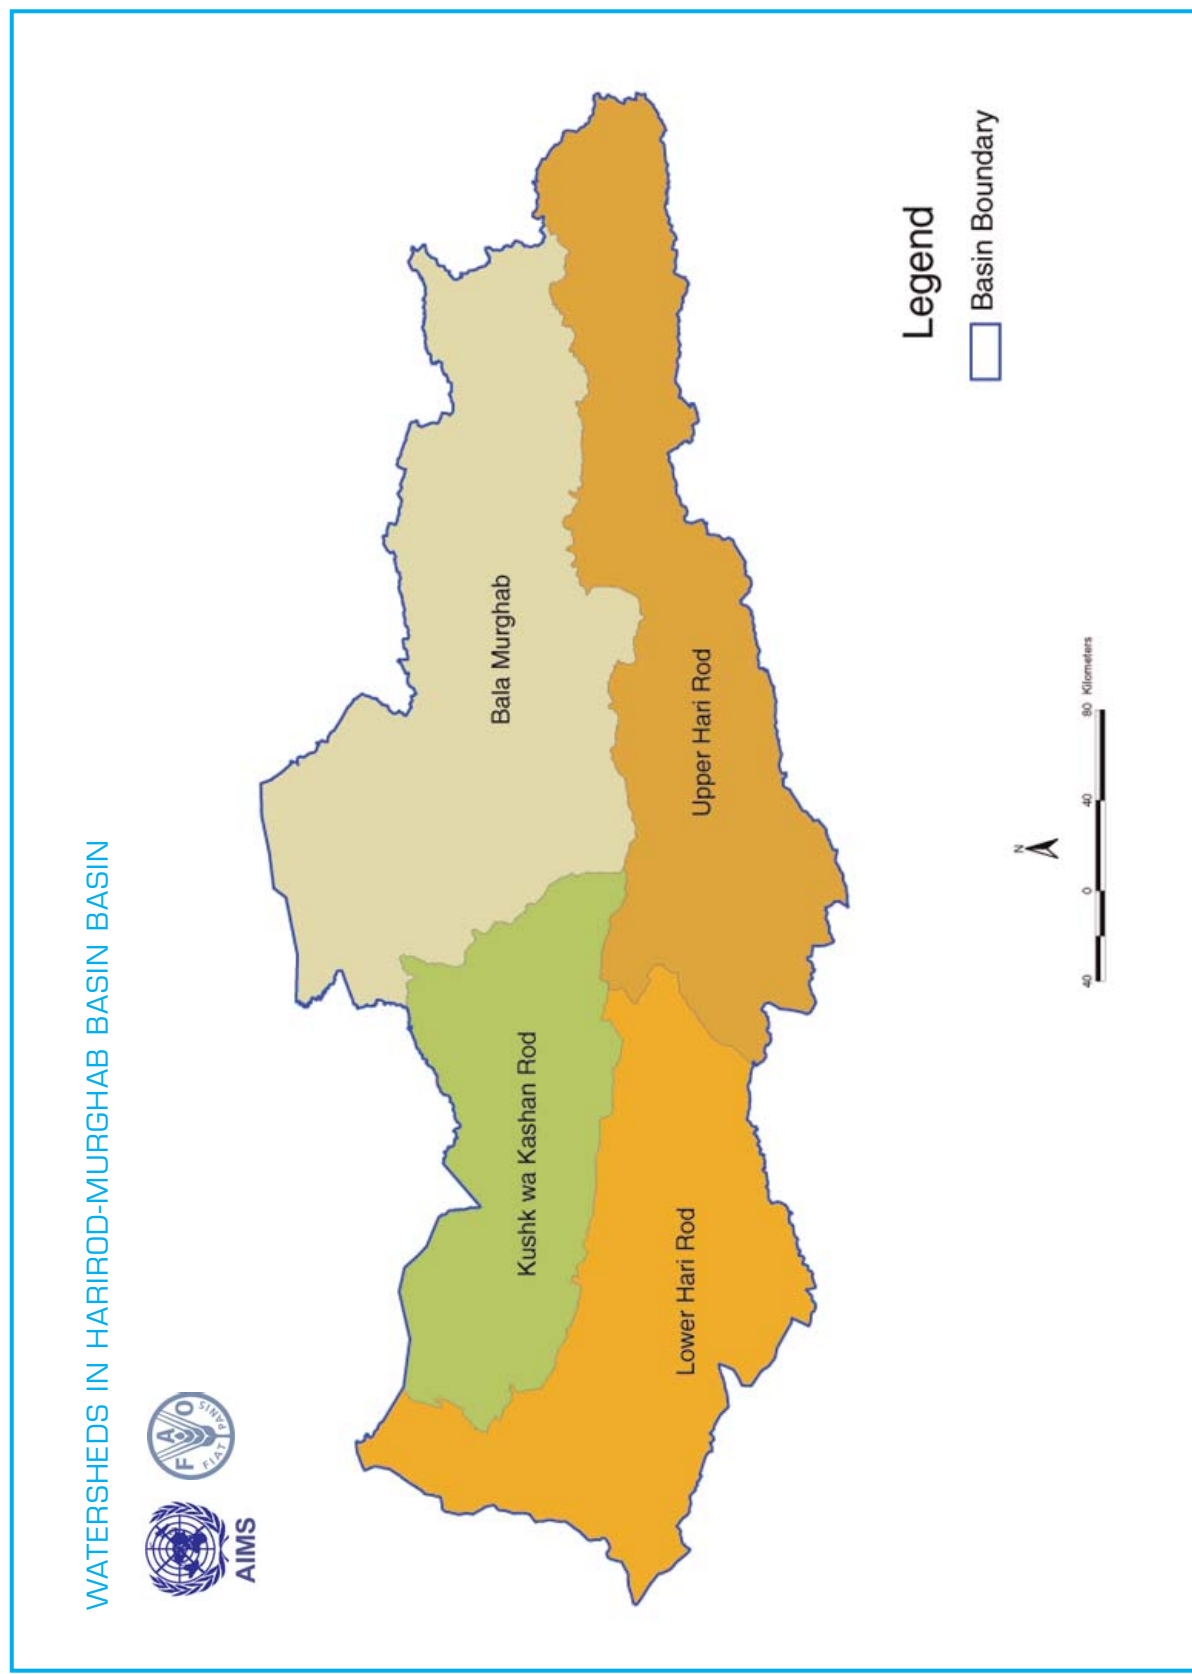 WATERSHEDS IN HARIROD-MURGHAB BASIN BASIN
AIMS
F A O
FIAT PANIS
Bala Murghab
Kushk wa Kashan Rod
Upper Hari Rod
Lower Hari Rod
N
40 0 40 80 Kilometers
Legend
Basin Boundary